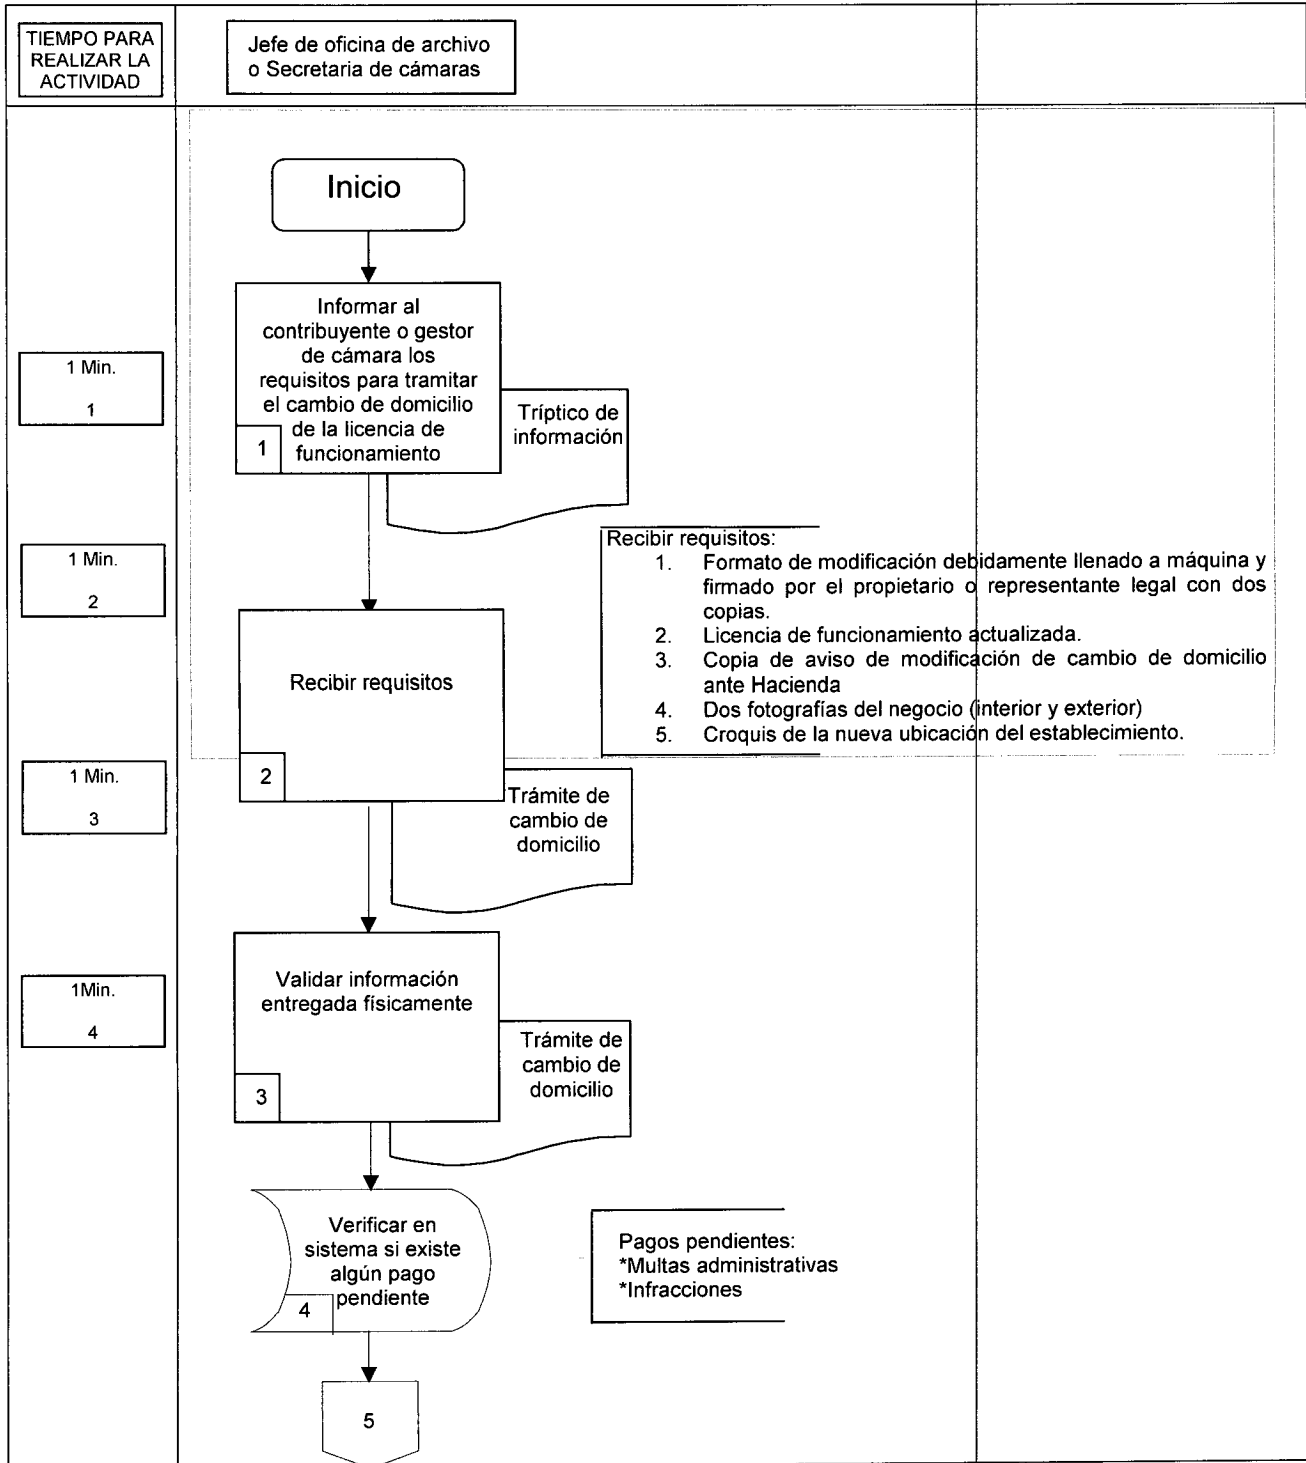 TIEMPO PARA
REALIZAR LA
ACTIVIDAD
Jefe de oficina de archivo
o Secretaria de cámaras
Inicio
1 Min.
1
Informar al
contribuyente o gestor
de cámara los
requisitos para tramitar
el cambio de domicilio
de la licencia de
funcionamiento
1
Tríptico de
información
1 Min.
2
Recibir requisitos
2
Recibir requisitos:
1. Formato de modificación debidamente llenado a máquina y
firmado por el propietario o representante legal con dos
copias.
2. Licencia de funcionamiento actualizada.
3. Copia de aviso de modificación de cambio de domicilio
ante Hacienda
4. Dos fotografías del negocio (interior y exterior)
5. Croquis de la nueva ubicación del establecimiento.
1 Min.
3
Trámite de
cambio de
domicilio
1Min.
4
Validar información
entregada físicamente
3
Trámite de
cambio de
domicilio
Verificar en
sistema si existe
algún pago
pendiente
4
Pagos pendientes:
*Multas administrativas
*Infracciones
5